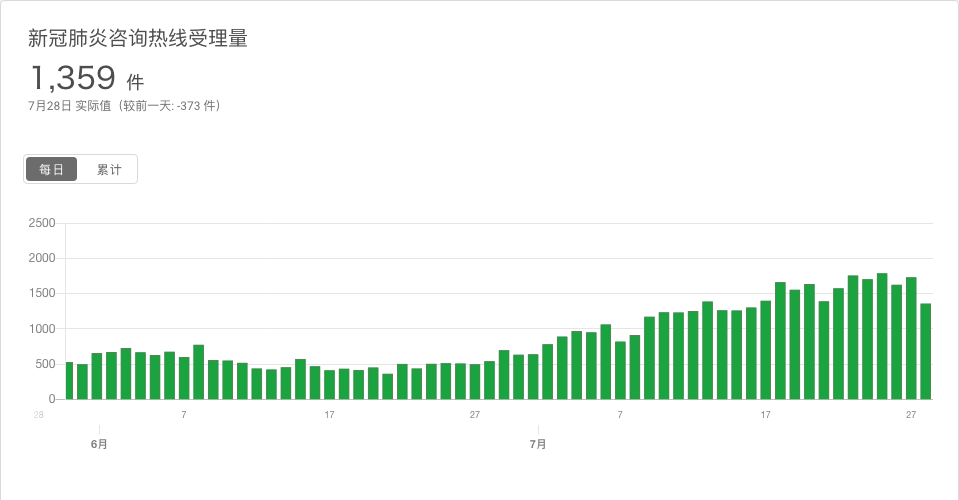 新冠肺炎咨询热线受理量
1,359 件
7月28日 实际值（较前一天: -373 件）
每日 累计
2500
2000
1500
1000
500
0
28 7 17 27 7 17 27
6月 7月